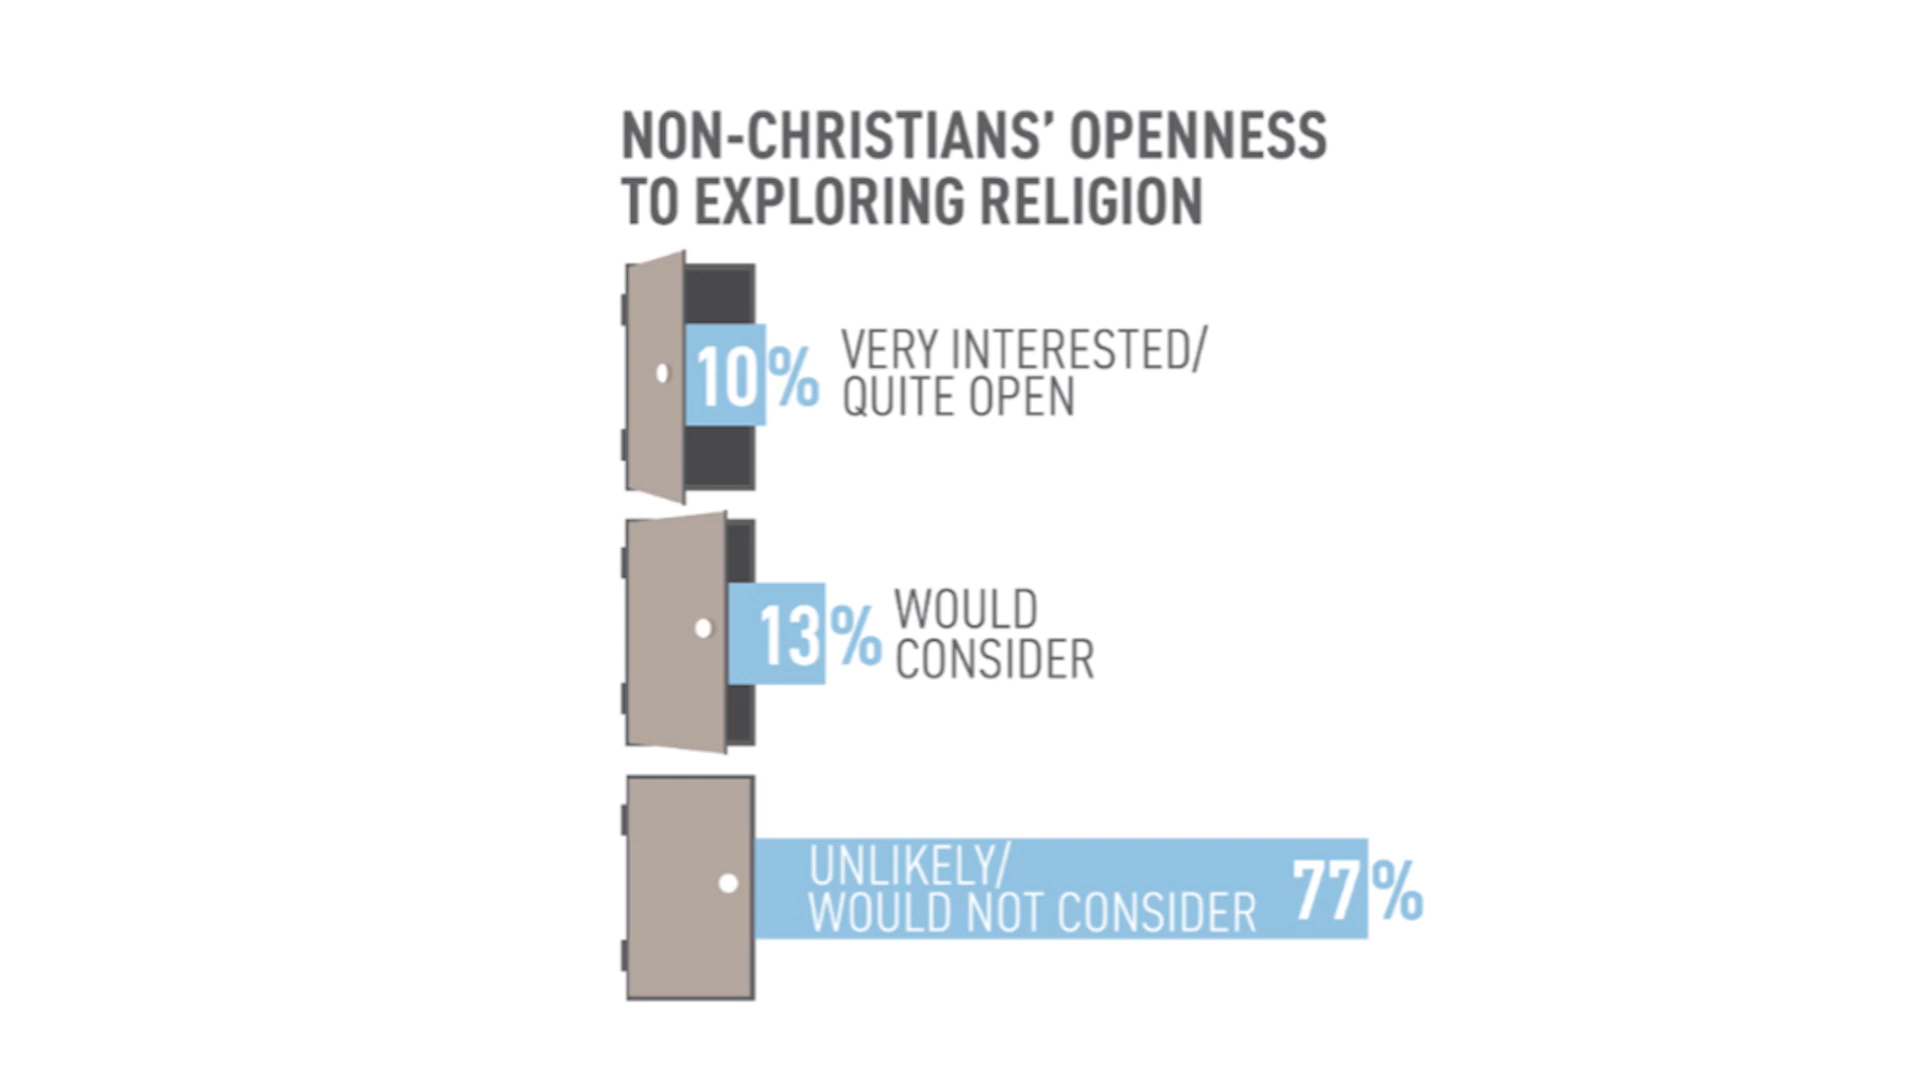 NON-CHRISTIANS’ OPENNESS
TO EXPLORING RELIGION
10% VERY INTERESTED/
QUITE OPEN
13% WOULD
CONSIDER
UNLIKELY/
WOULD NOT CONSIDER 77%